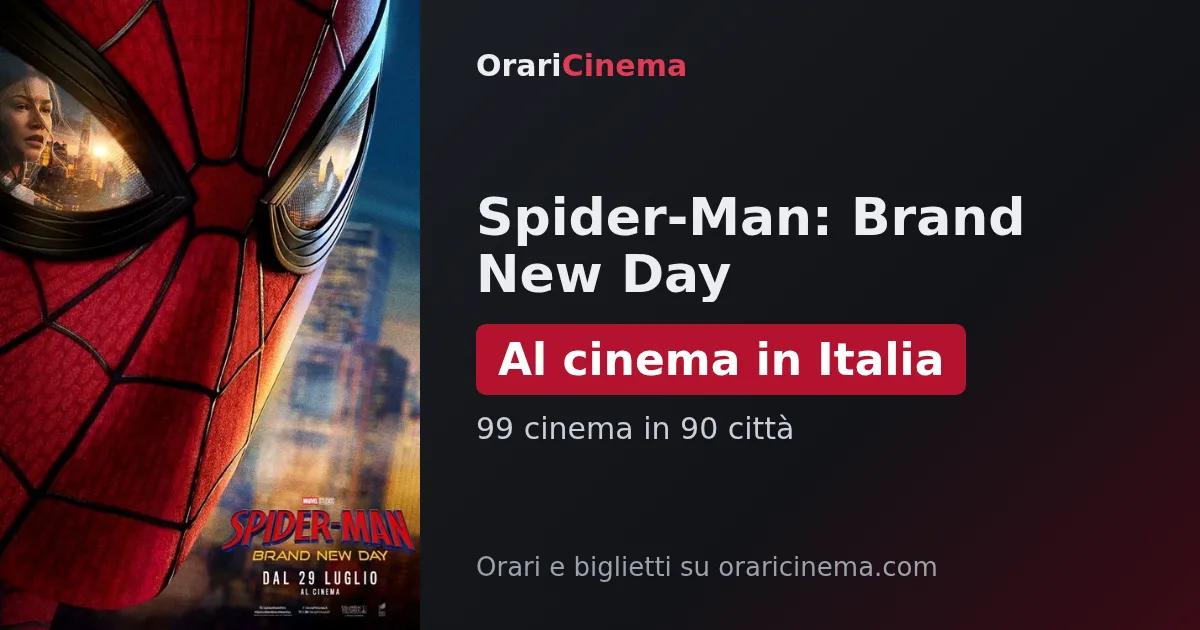 OrariCinema
Spider-Man: Brand
New Day
Al cinema in Italia
99 cinema in 90 città
Orari e biglietti su oraricinema.com
MARVEL STUDIOS
SPIDER-MAN
BRAND NEW DAY
DAL 29 LUGLIO
AL CINEMA